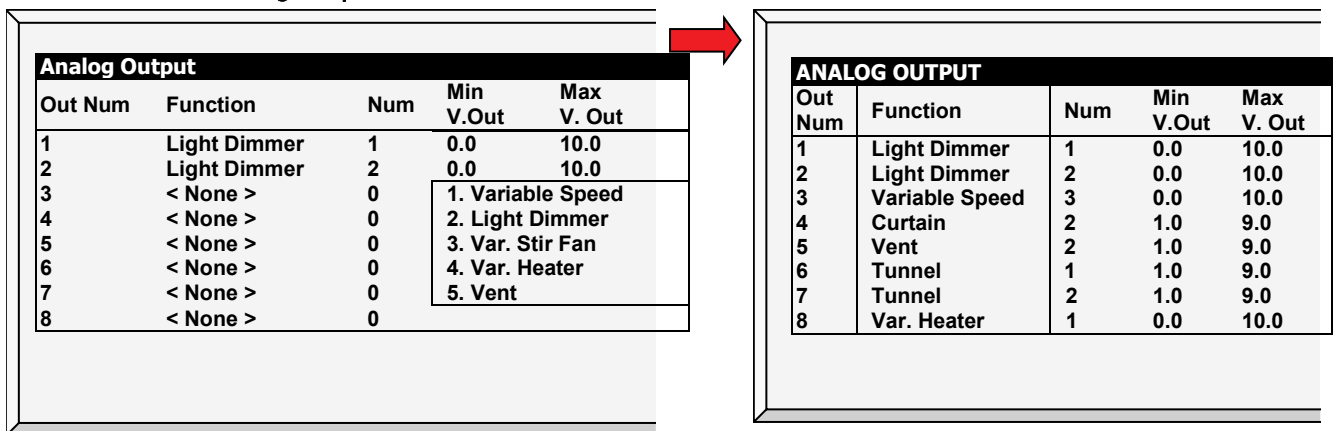 Analog Output
Out Num Function Num Min V.Out Max V. Out
1 Light Dimmer 1 0.0 10.0
2 Light Dimmer 2 0.0 10.0
3 < None > 0 1. Variable Speed
4 < None > 0 2. Light Dimmer
5 < None > 0 3. Var. Stir Fan
6 < None > 0 4. Var. Heater
7 < None > 0 5. Vent
8 < None > 0
ANALOG OUTPUT
Out Num Function Num Min V.Out Max V. Out
1 Light Dimmer 1 0.0 10.0
2 Light Dimmer 2 0.0 10.0
3 Variable Speed 3 0.0 10.0
4 Curtain 2 1.0 9.0
5 Vent 2 1.0 9.0
6 Tunnel 1 1.0 9.0
7 Tunnel 2 1.0 9.0
8 Var. Heater 1 0.0 10.0